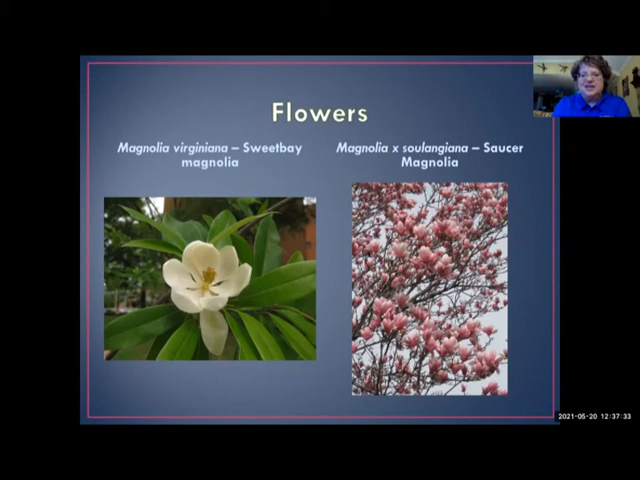 Flowers
Magnolia virginiana – Sweetbay
magnolia
Magnolia x soulangiana – Saucer
Magnolia
2021-05-20 12:37:33